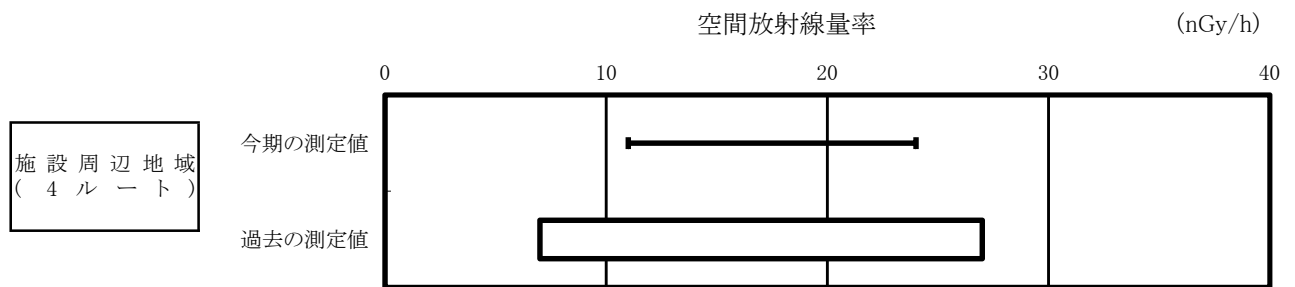 空間放射線量率 (nGy/h)
0 10 20 30 40
今期の測定値
施設周辺地域
(4ルート)
過去の測定値